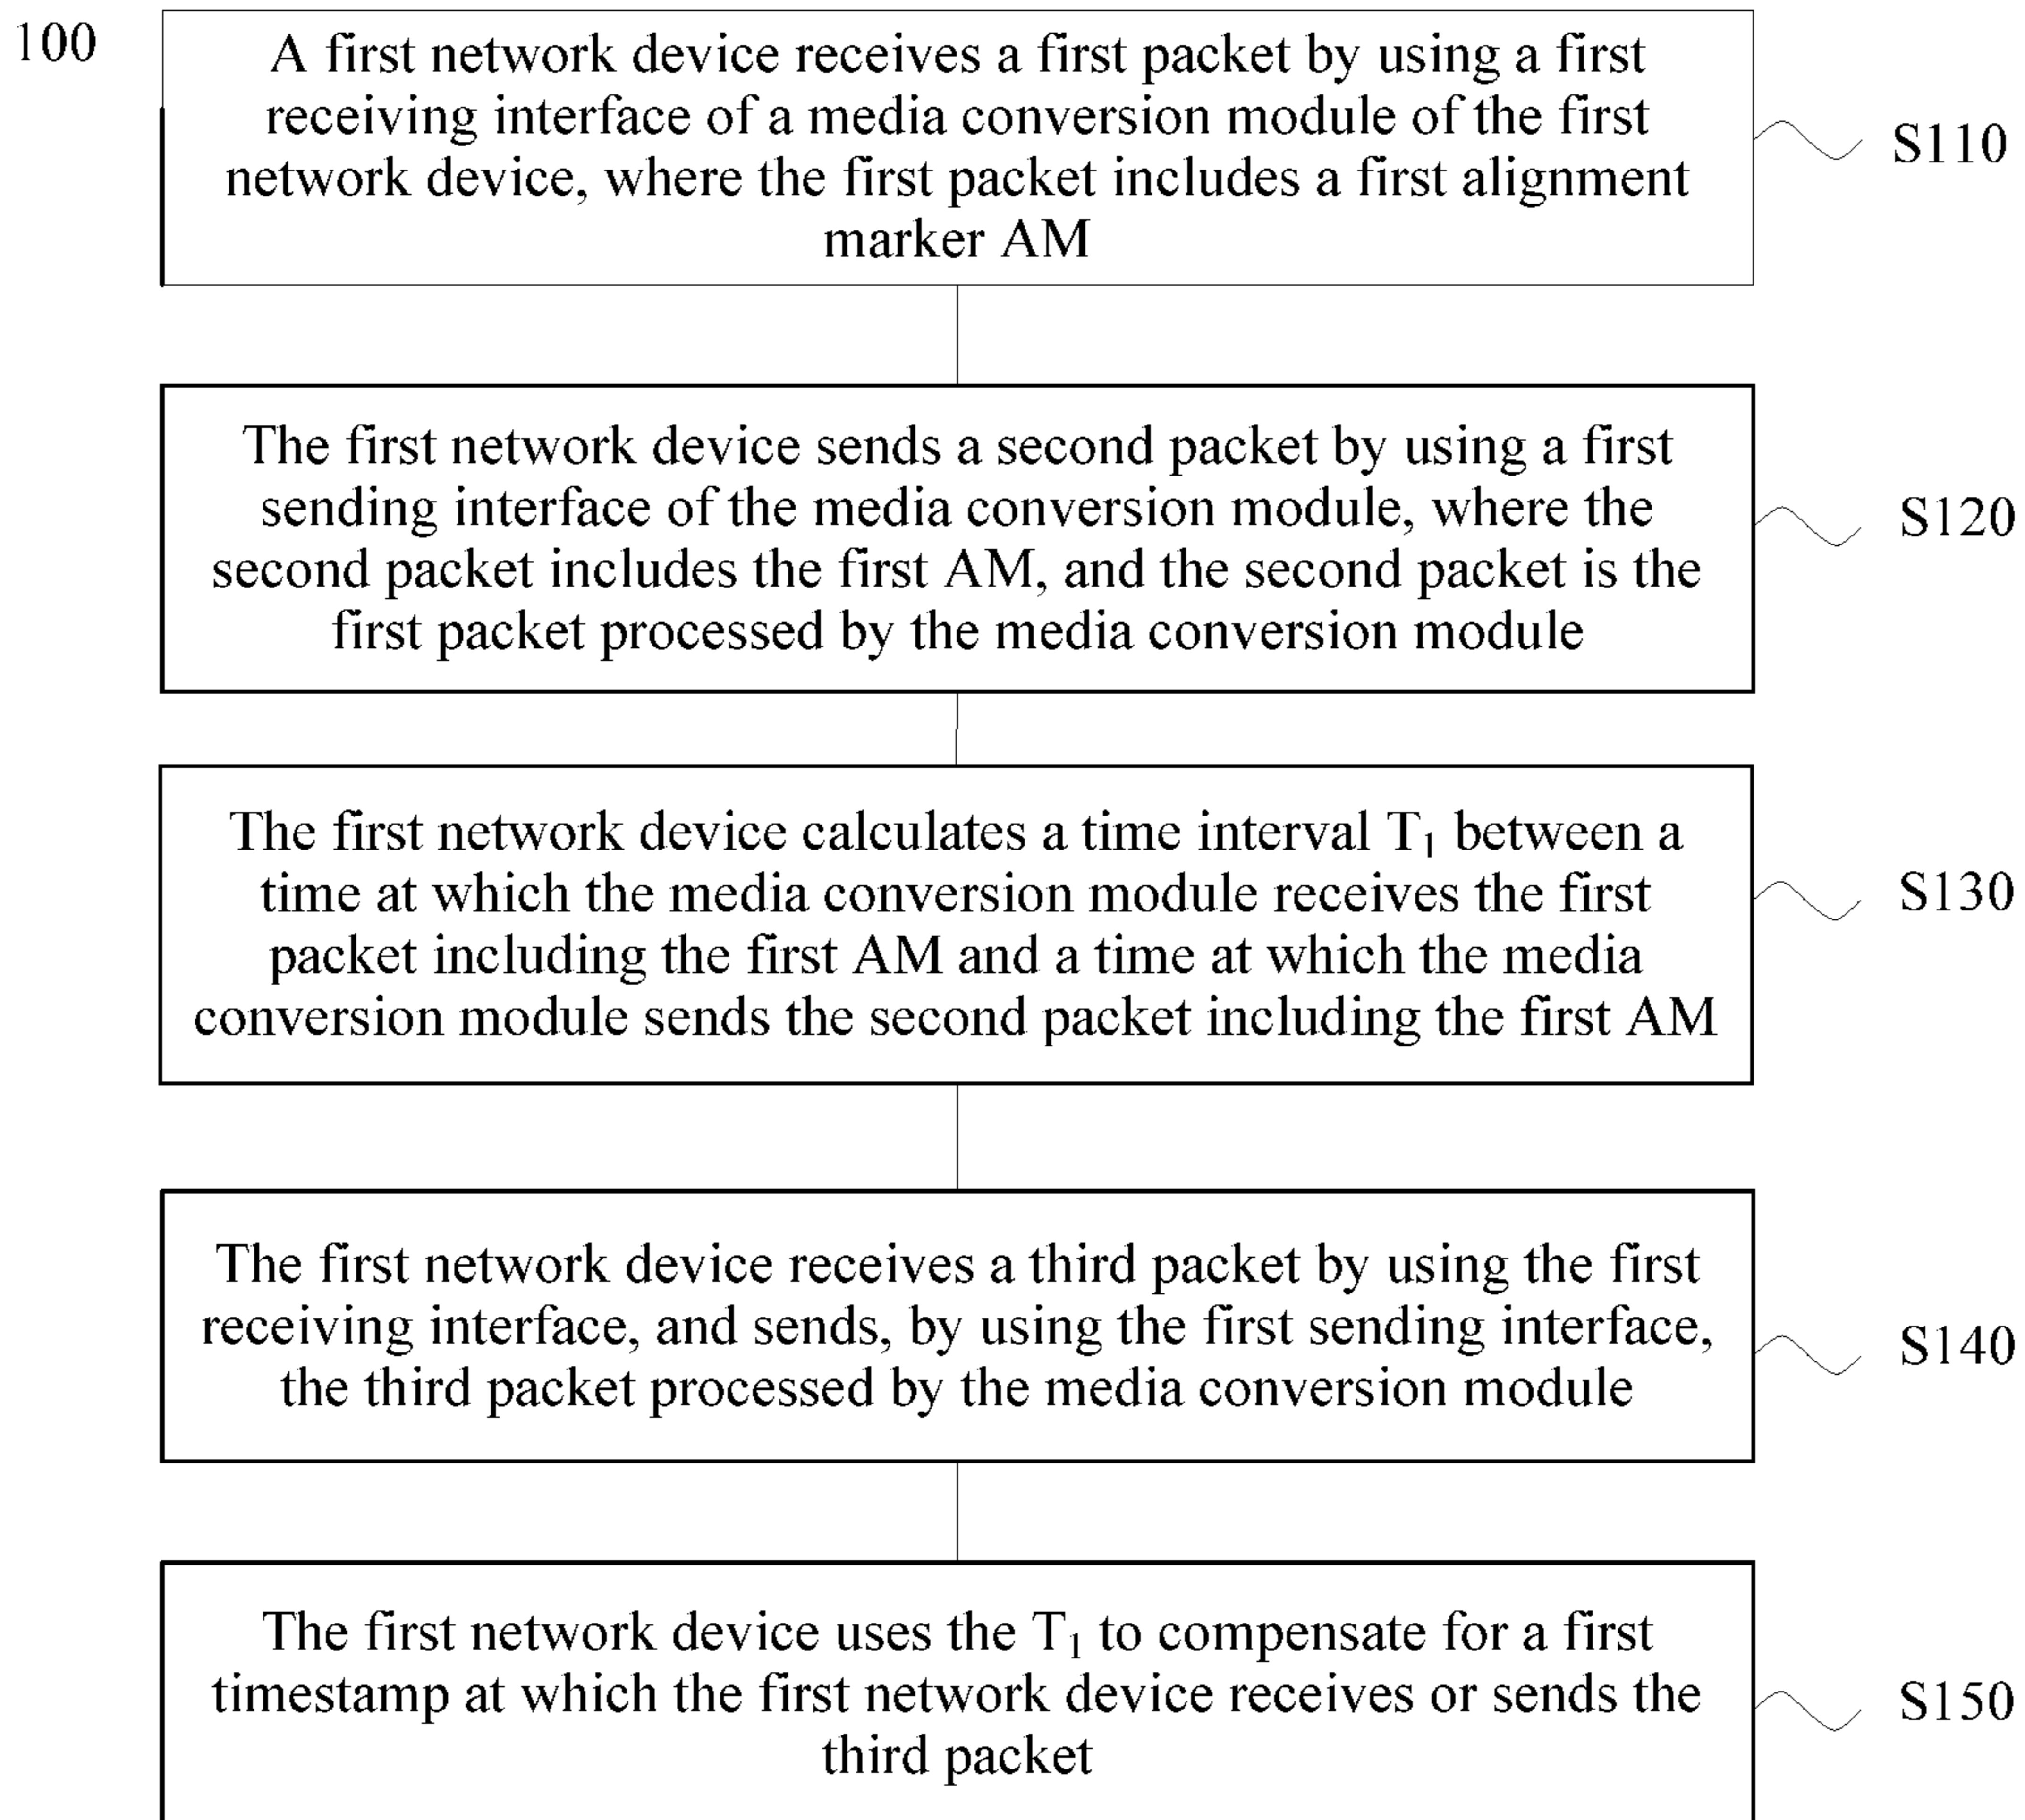 100
A first network device receives a first packet by using a first
receiving interface of a media conversion module of the first
network device, where the first packet includes a first alignment
marker AM
S110
The first network device sends a second packet by using a first
sending interface of the media conversion module, where the
second packet includes the first AM, and the second packet is the
first packet processed by the media conversion module
S120
The first network device calculates a time interval T₁ between a
time at which the media conversion module receives the first
packet including the first AM and a time at which the media
conversion module sends the second packet including the first AM
S130
The first network device receives a third packet by using the first
receiving interface, and sends, by using the first sending interface,
the third packet processed by the media conversion module
S140
The first network device uses the T₁ to compensate for a first
timestamp at which the first network device receives or sends the
third packet
S150